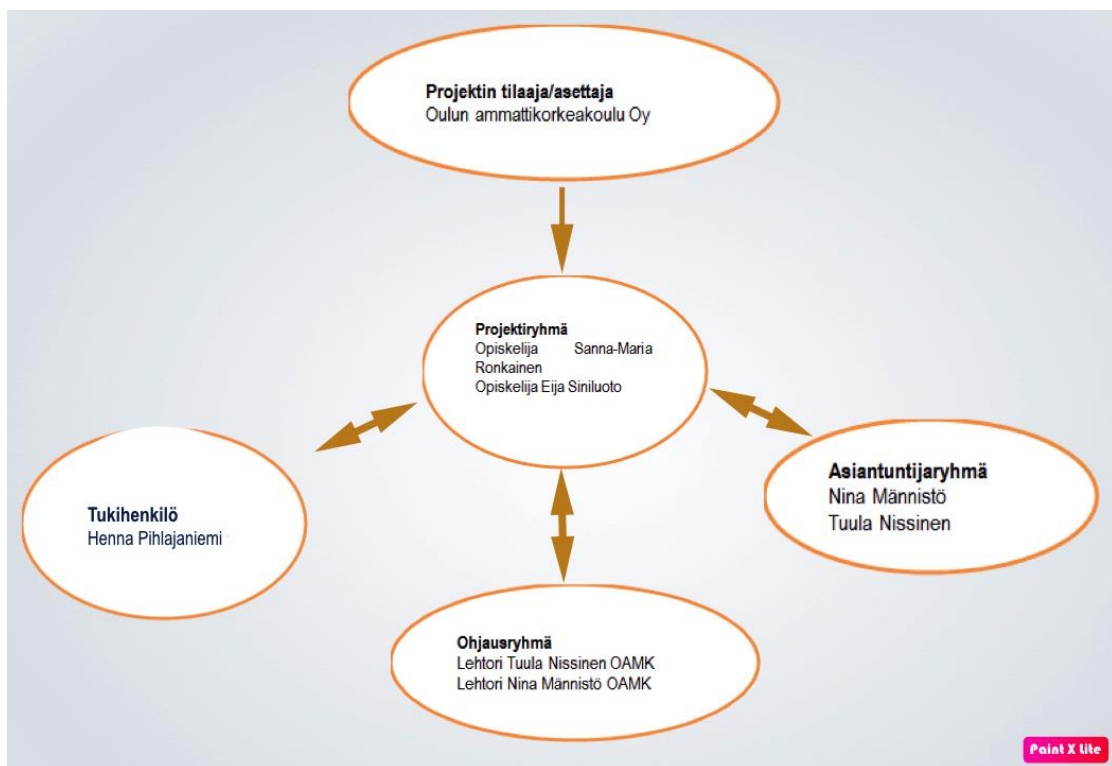 Projektin tilaaja/asettaja
Oulun ammattikorkeakoulu Oy
Projektiryhmä
Opiskelija Sanna-Maria
Ronkainen
Opiskelija Eija Siniluoto
Tukihenkilö
Henna Pihlajaniemi
Asiantuntijaryhmä
Nina Männistö
Tuula Nissinen
Ohjausryhmä
Lehtori Tuula Nissinen OAMK
Lehtori Nina Männistö OAMK
Paint X Lite